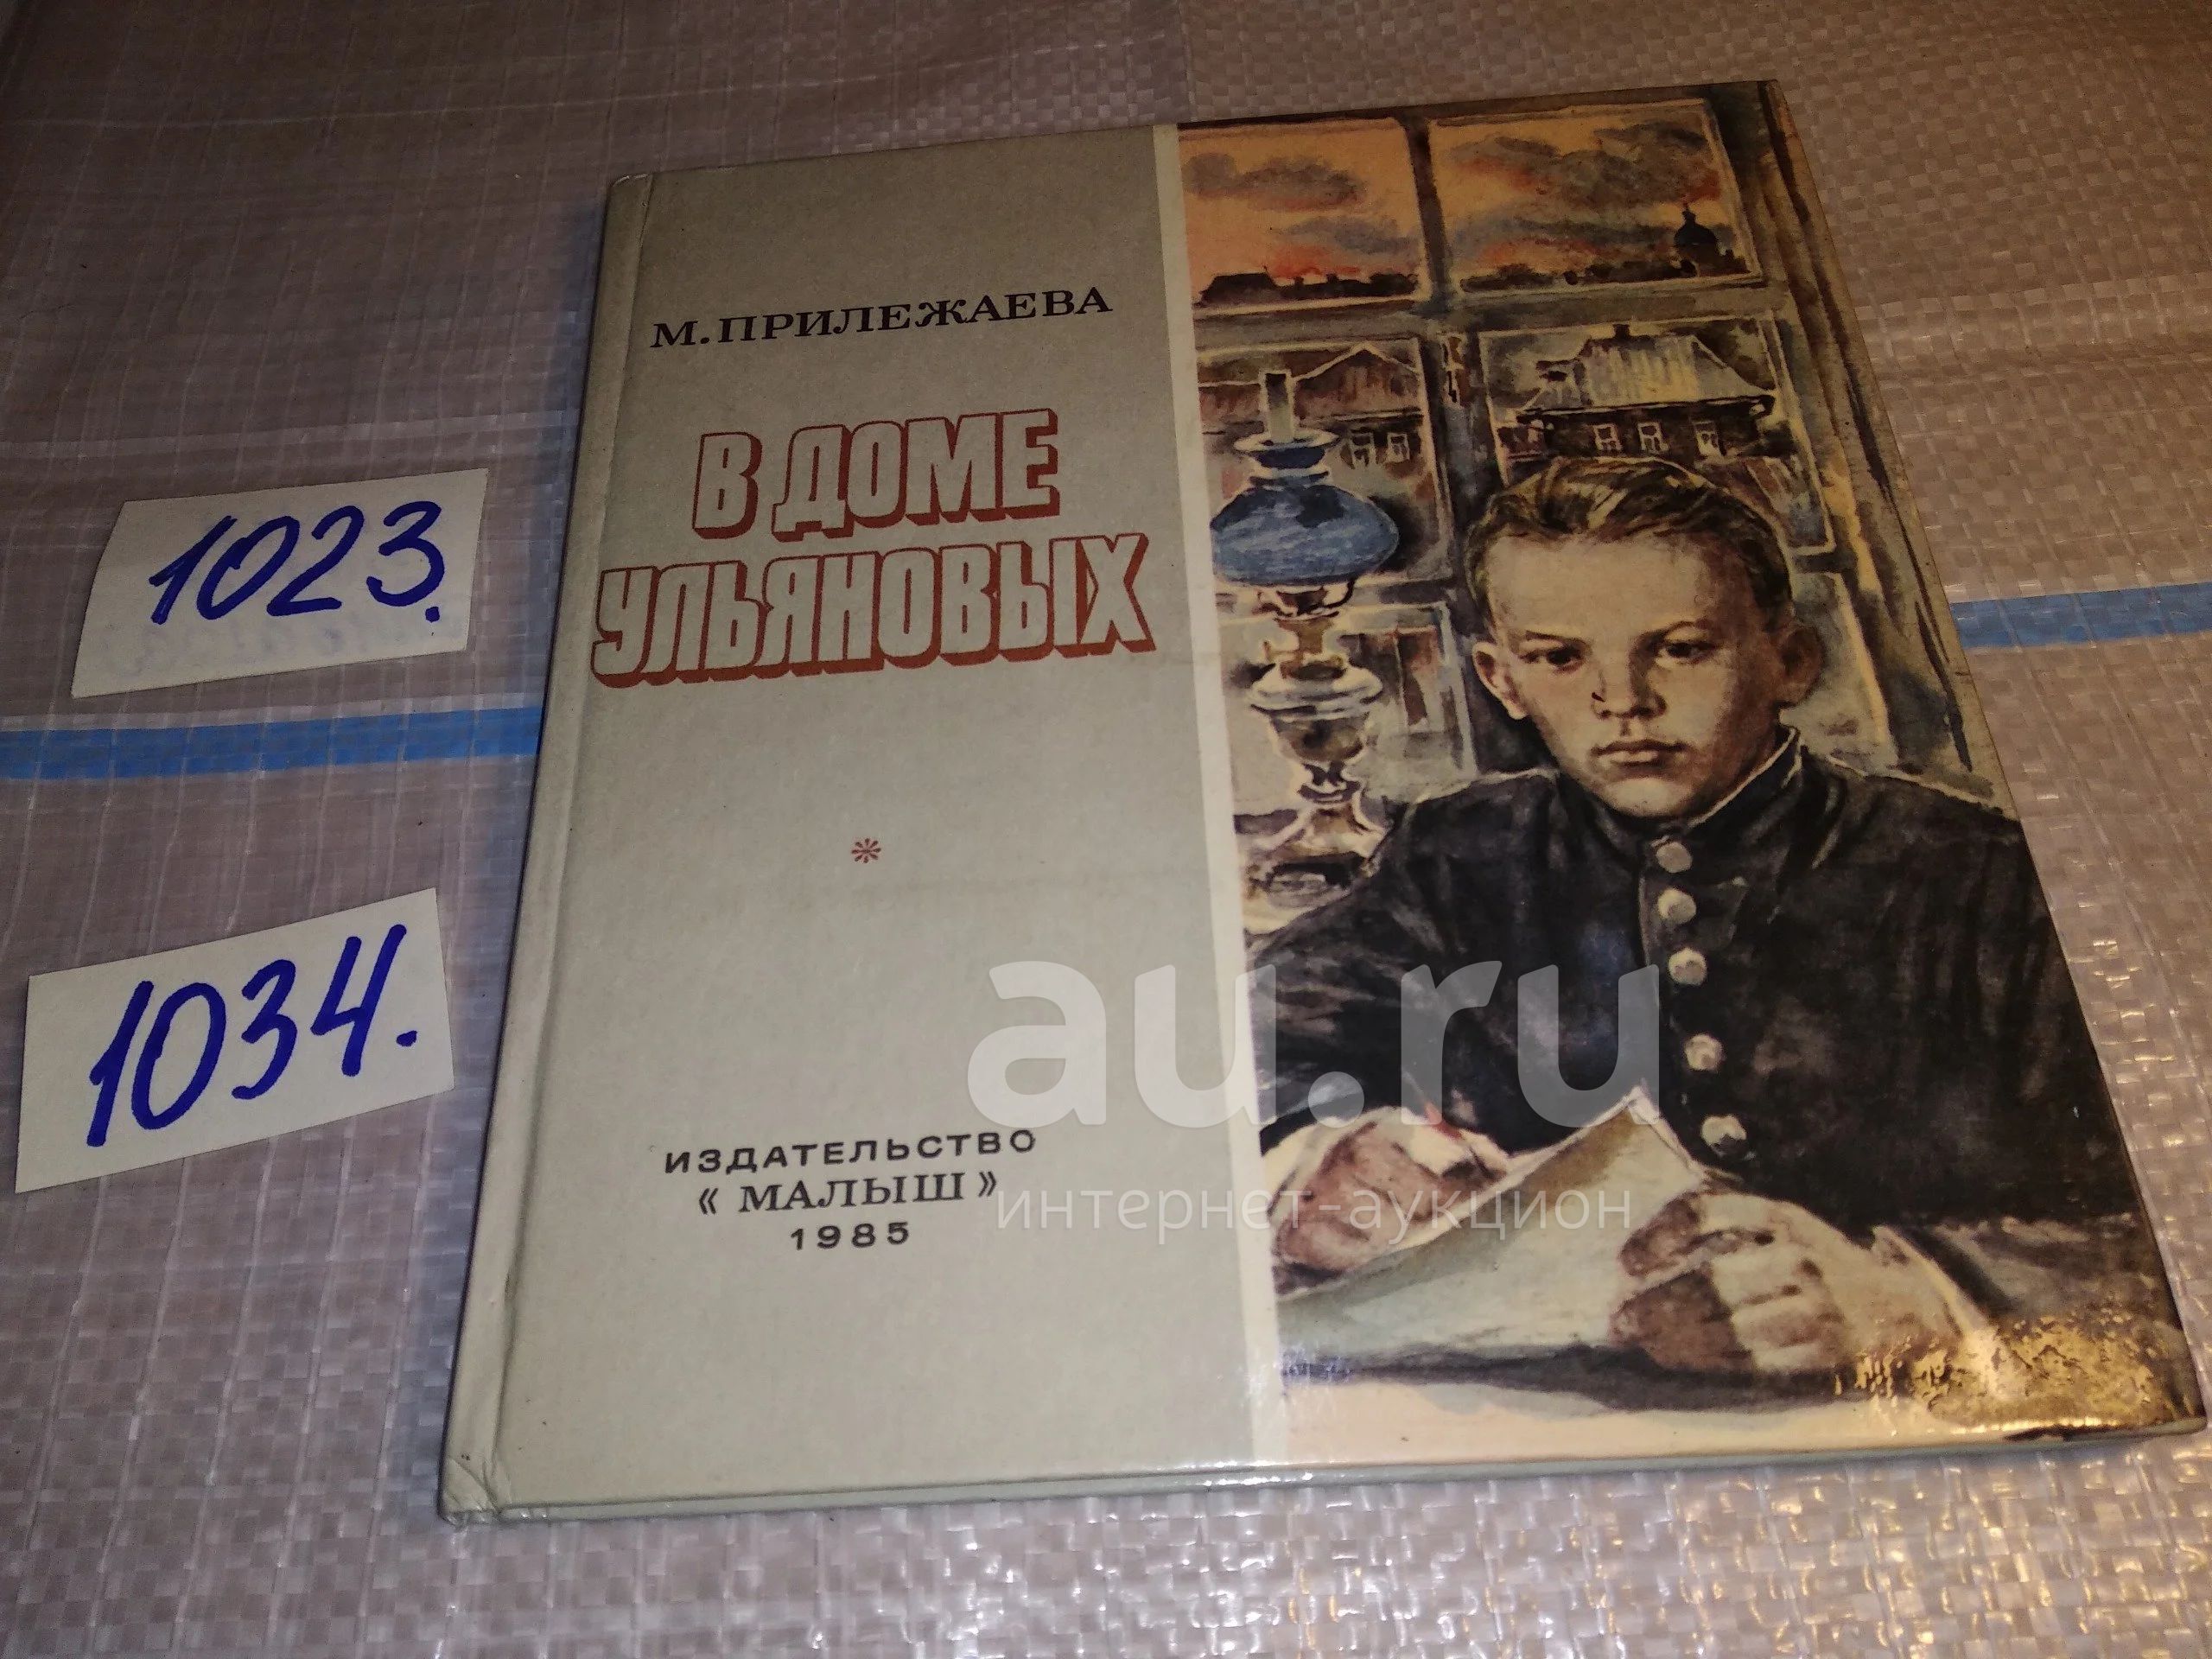 М.ПРИЛЕЖАЕВА
В ДОМЕ
УЛЬЯНОВЫХ
1023.
1034.
ИЗДАТЕЛЬСТВО
«МАЛЫШ»
1985
au.ru
интернет-аукцион